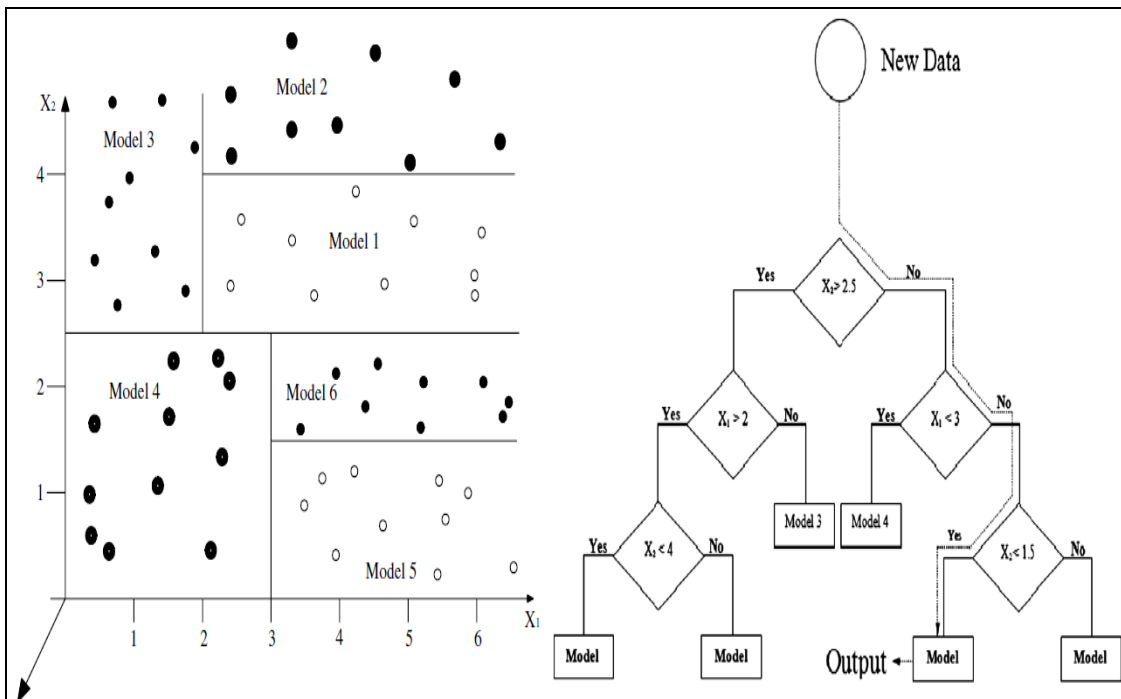 X2
Model 3
Model 2
Model 1
4
3
2
1
Model 4
Model 6
Model 5
1 2 3 4 5 6
X1
New Data
Yes
X2> 2.5
No
Yes
X1 > 2
No
Yes
X1 < 3
No
Model 3
Model 4
Yes
X2 < 4
No
Yes
X2 < 1.5
No
Model
Model
Output
Model
Model